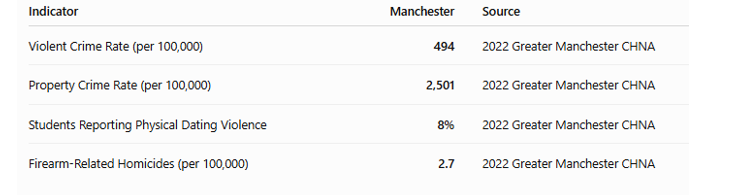 Indicator Manchester Source
Violent Crime Rate (per 100,000) 494 2022 Greater Manchester CHNA
Property Crime Rate (per 100,000) 2,501 2022 Greater Manchester CHNA
Students Reporting Physical Dating Violence 8% 2022 Greater Manchester CHNA
Firearm-Related Homicides (per 100,000) 2.7 2022 Greater Manchester CHNA